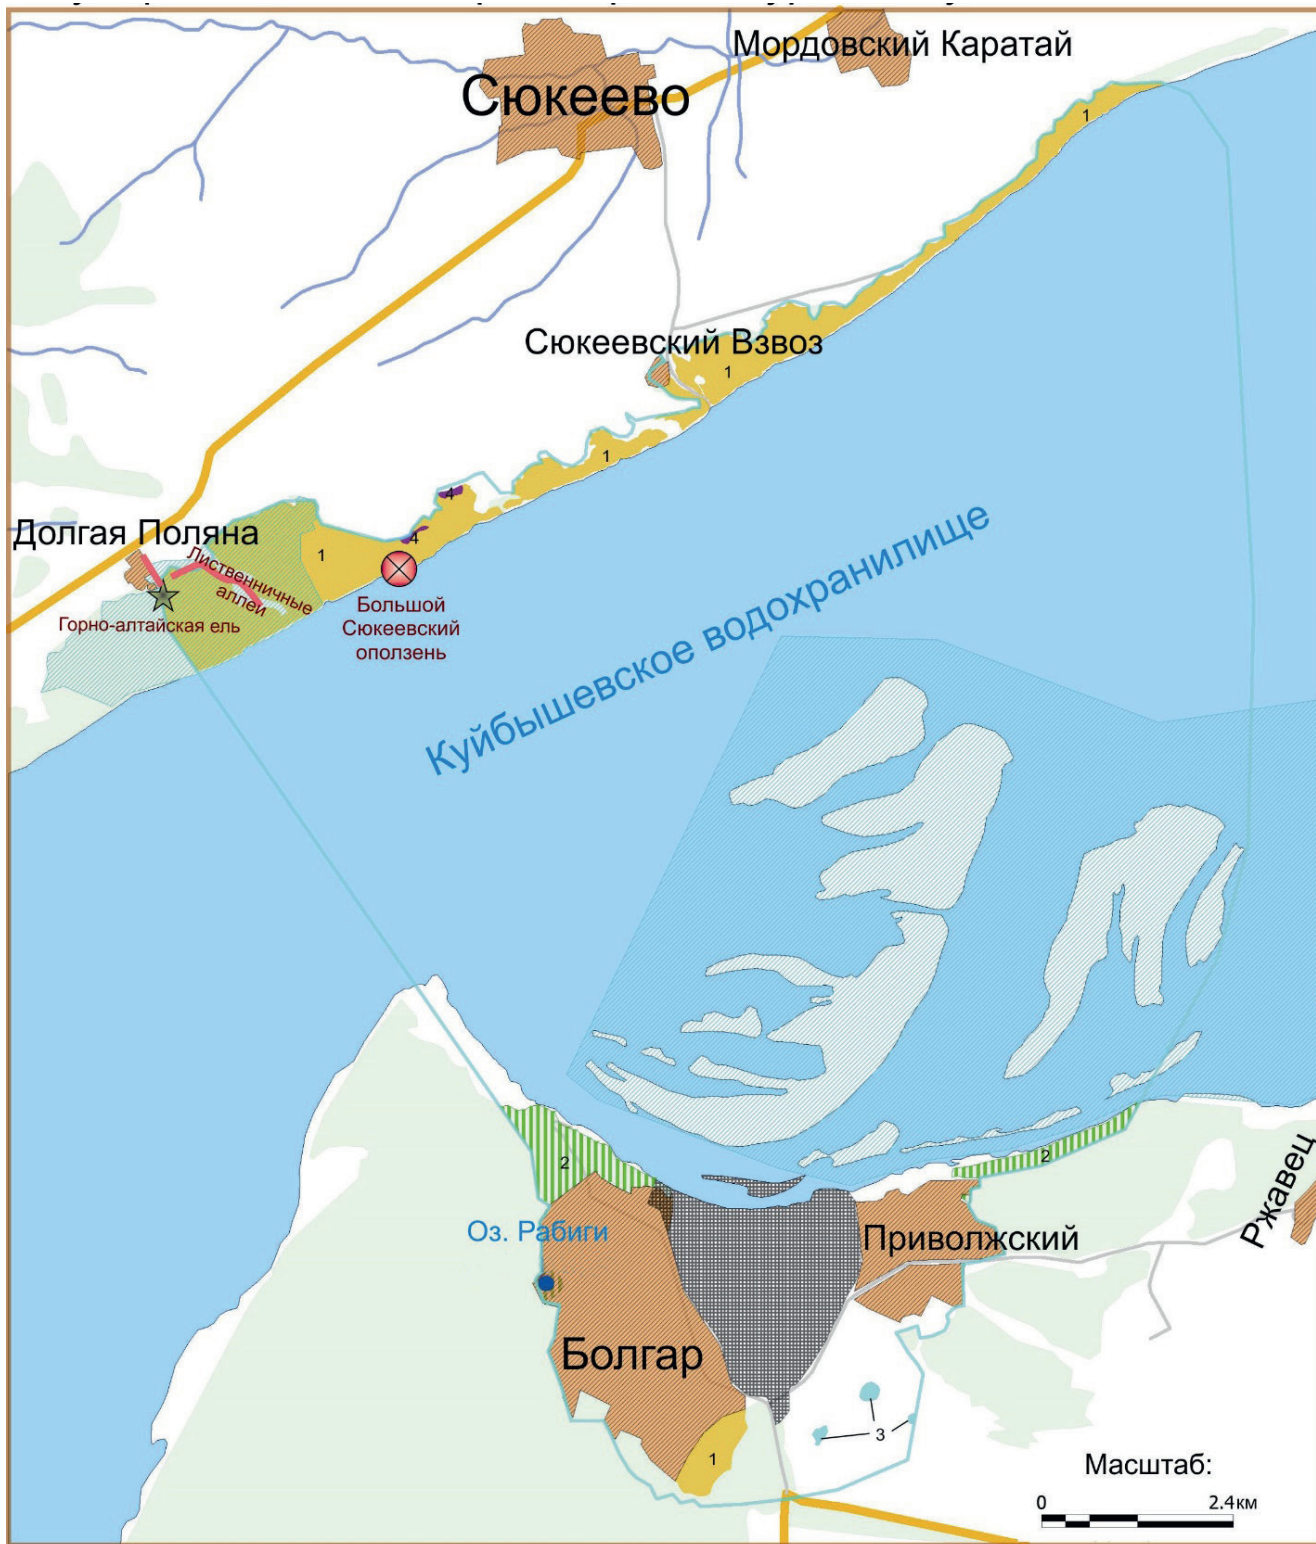 Мордовский Каратай
Сюкеево
1
Сюкеевский Взвоз
1
1
4
4
Долгая Поляна
1
Лиственничные
аллеи
Горно-алтайская ель
Большой
Сюкеевский
оползень
Куйбышевское водохранилище
2
2
Ржавец
Оз. Рабиги
Приволжский
Болгар
3
1
Масштаб:
0 2.4км